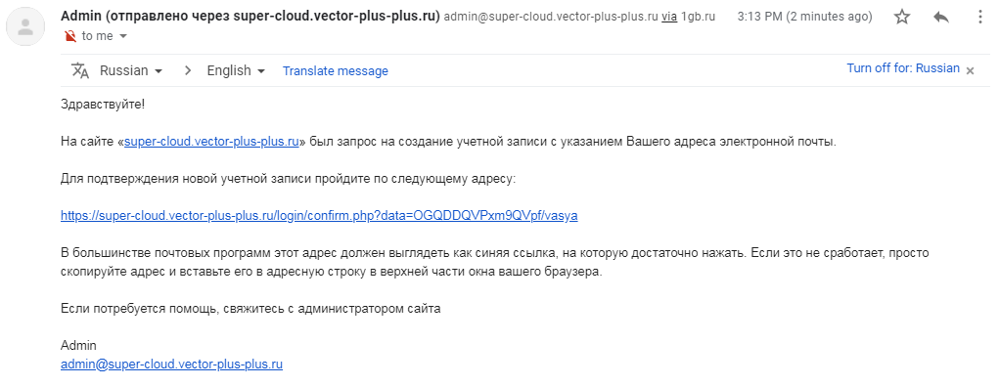 Admin (отправлено через super-cloud.vector-plus-plus.ru) admin@super-cloud.vector-plus-plus.ru via 1gb.ru 3:13 PM (2 minutes ago)
to me
Russian English Translate message Turn off for: Russian
Здравствуйте!
На сайте «super-cloud.vector-plus-plus.ru» был запрос на создание учетной записи с указанием Вашего адреса электронной почты.
Для подтверждения новой учетной записи пройдите по следующему адресу:
https://super-cloud.vector-plus-plus.ru/login/confirm.php?data=OGQDDQVPxm9QVpf/vasya
В большинстве почтовых программ этот адрес должен выглядеть как синяя ссылка, на которую достаточно нажать. Если это не сработает, просто
скопируйте адрес и вставьте его в адресную строку в верхней части окна вашего браузера.
Если потребуется помощь, свяжитесь с администратором сайта
Admin
admin@super-cloud.vector-plus-plus.ru